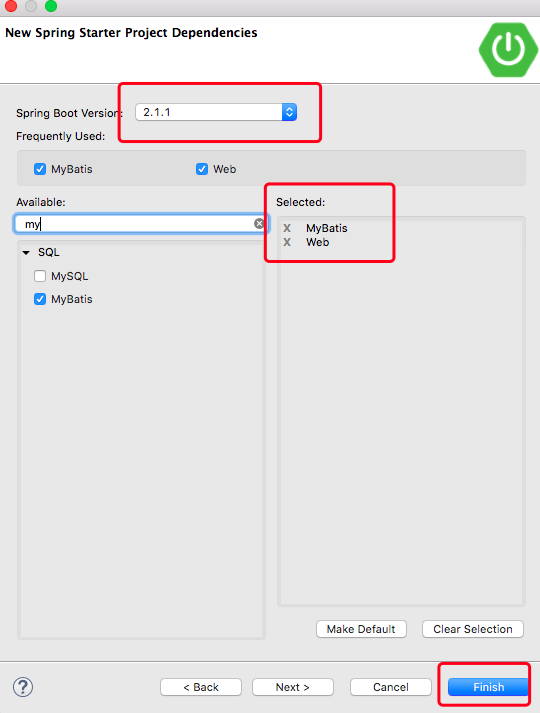 New Spring Starter Project Dependencies
Spring Boot Version: 2.1.1
Frequently Used:
MyBatis Web
Available: Selected:
my
X MyBatis
X Web
SQL
MySQL
MyBatis
Make Default Clear Selection
? < Back Next > Cancel Finish